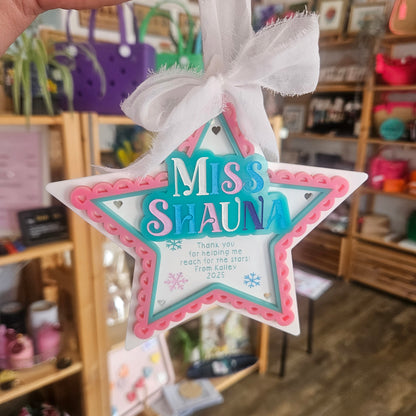 MISS
SHAUNA
Thank you
for helping me
reach for the stars!
From Kailey
2025